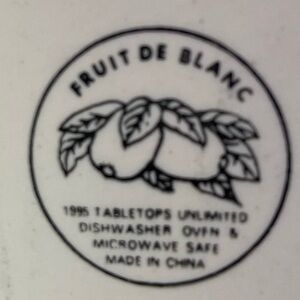 FRUIT DE BLANC
1995 TABLETOPS UNLIMITED
DISHWASHER OVEN &
MICROWAVE SAFE
MADE IN CHINA